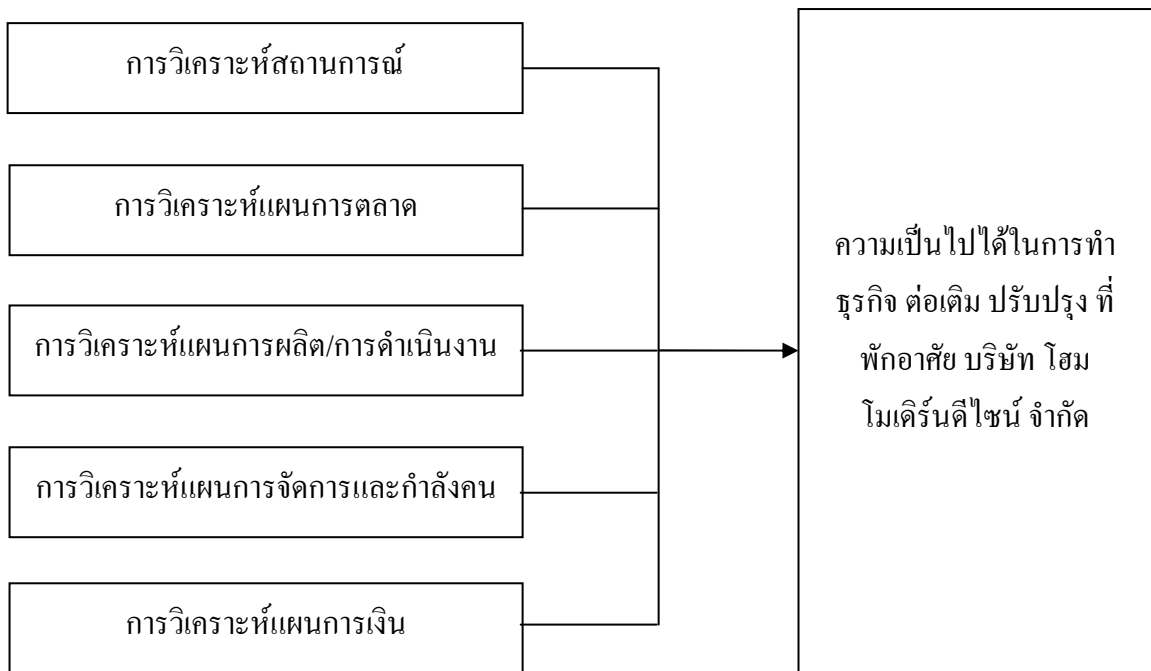 การวิเคราะห์สถานการณ์
การวิเคราะห์แผนการตลาด
การวิเคราะห์แผนการผลิต/การดำเนินงาน
การวิเคราะห์แผนการจัดการและกำลังคน
การวิเคราะห์แผนการเงิน
ความเป็นไปได้ในการทำ
ธุรกิจ ต่อเติม ปรับปรุง ที่
พักอาศัย บริษัท โฮม
โมเดิร์นดีไซน์ จำกัด